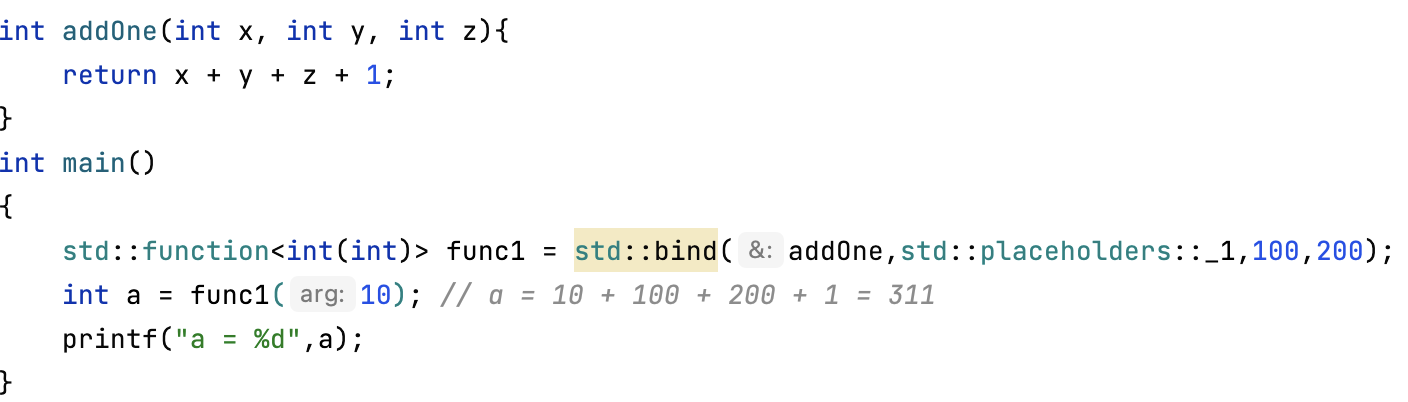 int addOne(int x, int y, int z){
    return x + y + z + 1;
}
int main()
{
    std::function<int(int)> func1 = std::bind( &: addOne,std::placeholders::_1,100,200);
    int a = func1( arg: 10); // a = 10 + 100 + 200 + 1 = 311
    printf("a = %d",a);
}